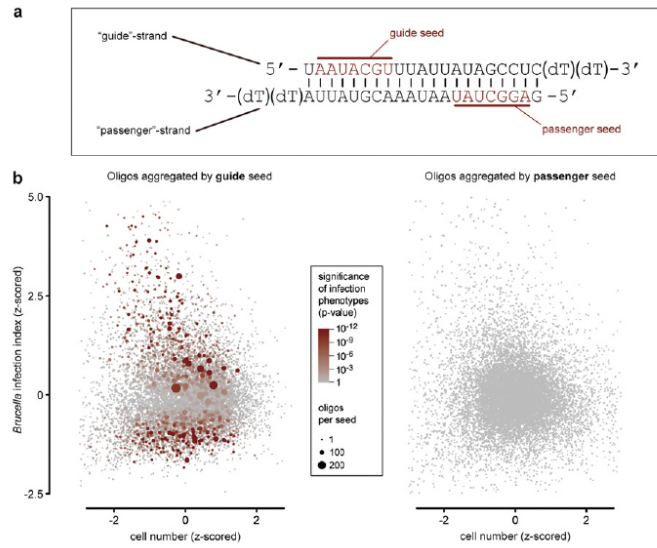 a
"guide"-strand
guide seed
5'- UAAUACGUUUAUUAUAGCCUC(dT)(dT)-3'
3'-(dT)(dT)AUUAUGCAAAUAAUAUCGGAG-5'
"passenger"-strand
passenger seed
b
Oligos aggregated by guide seed
Oligos aggregated by passenger seed
Brucella infection index (z-scored)
5.0
2.5
0
-2.5
significance
of infection
phenotypes
(p-value)
10-12
10-9
10-6
10-3
1
oligos
per seed
1
100
200
-2 0 2
cell number (z-scored)
-2 0 2
cell number (z-scored)